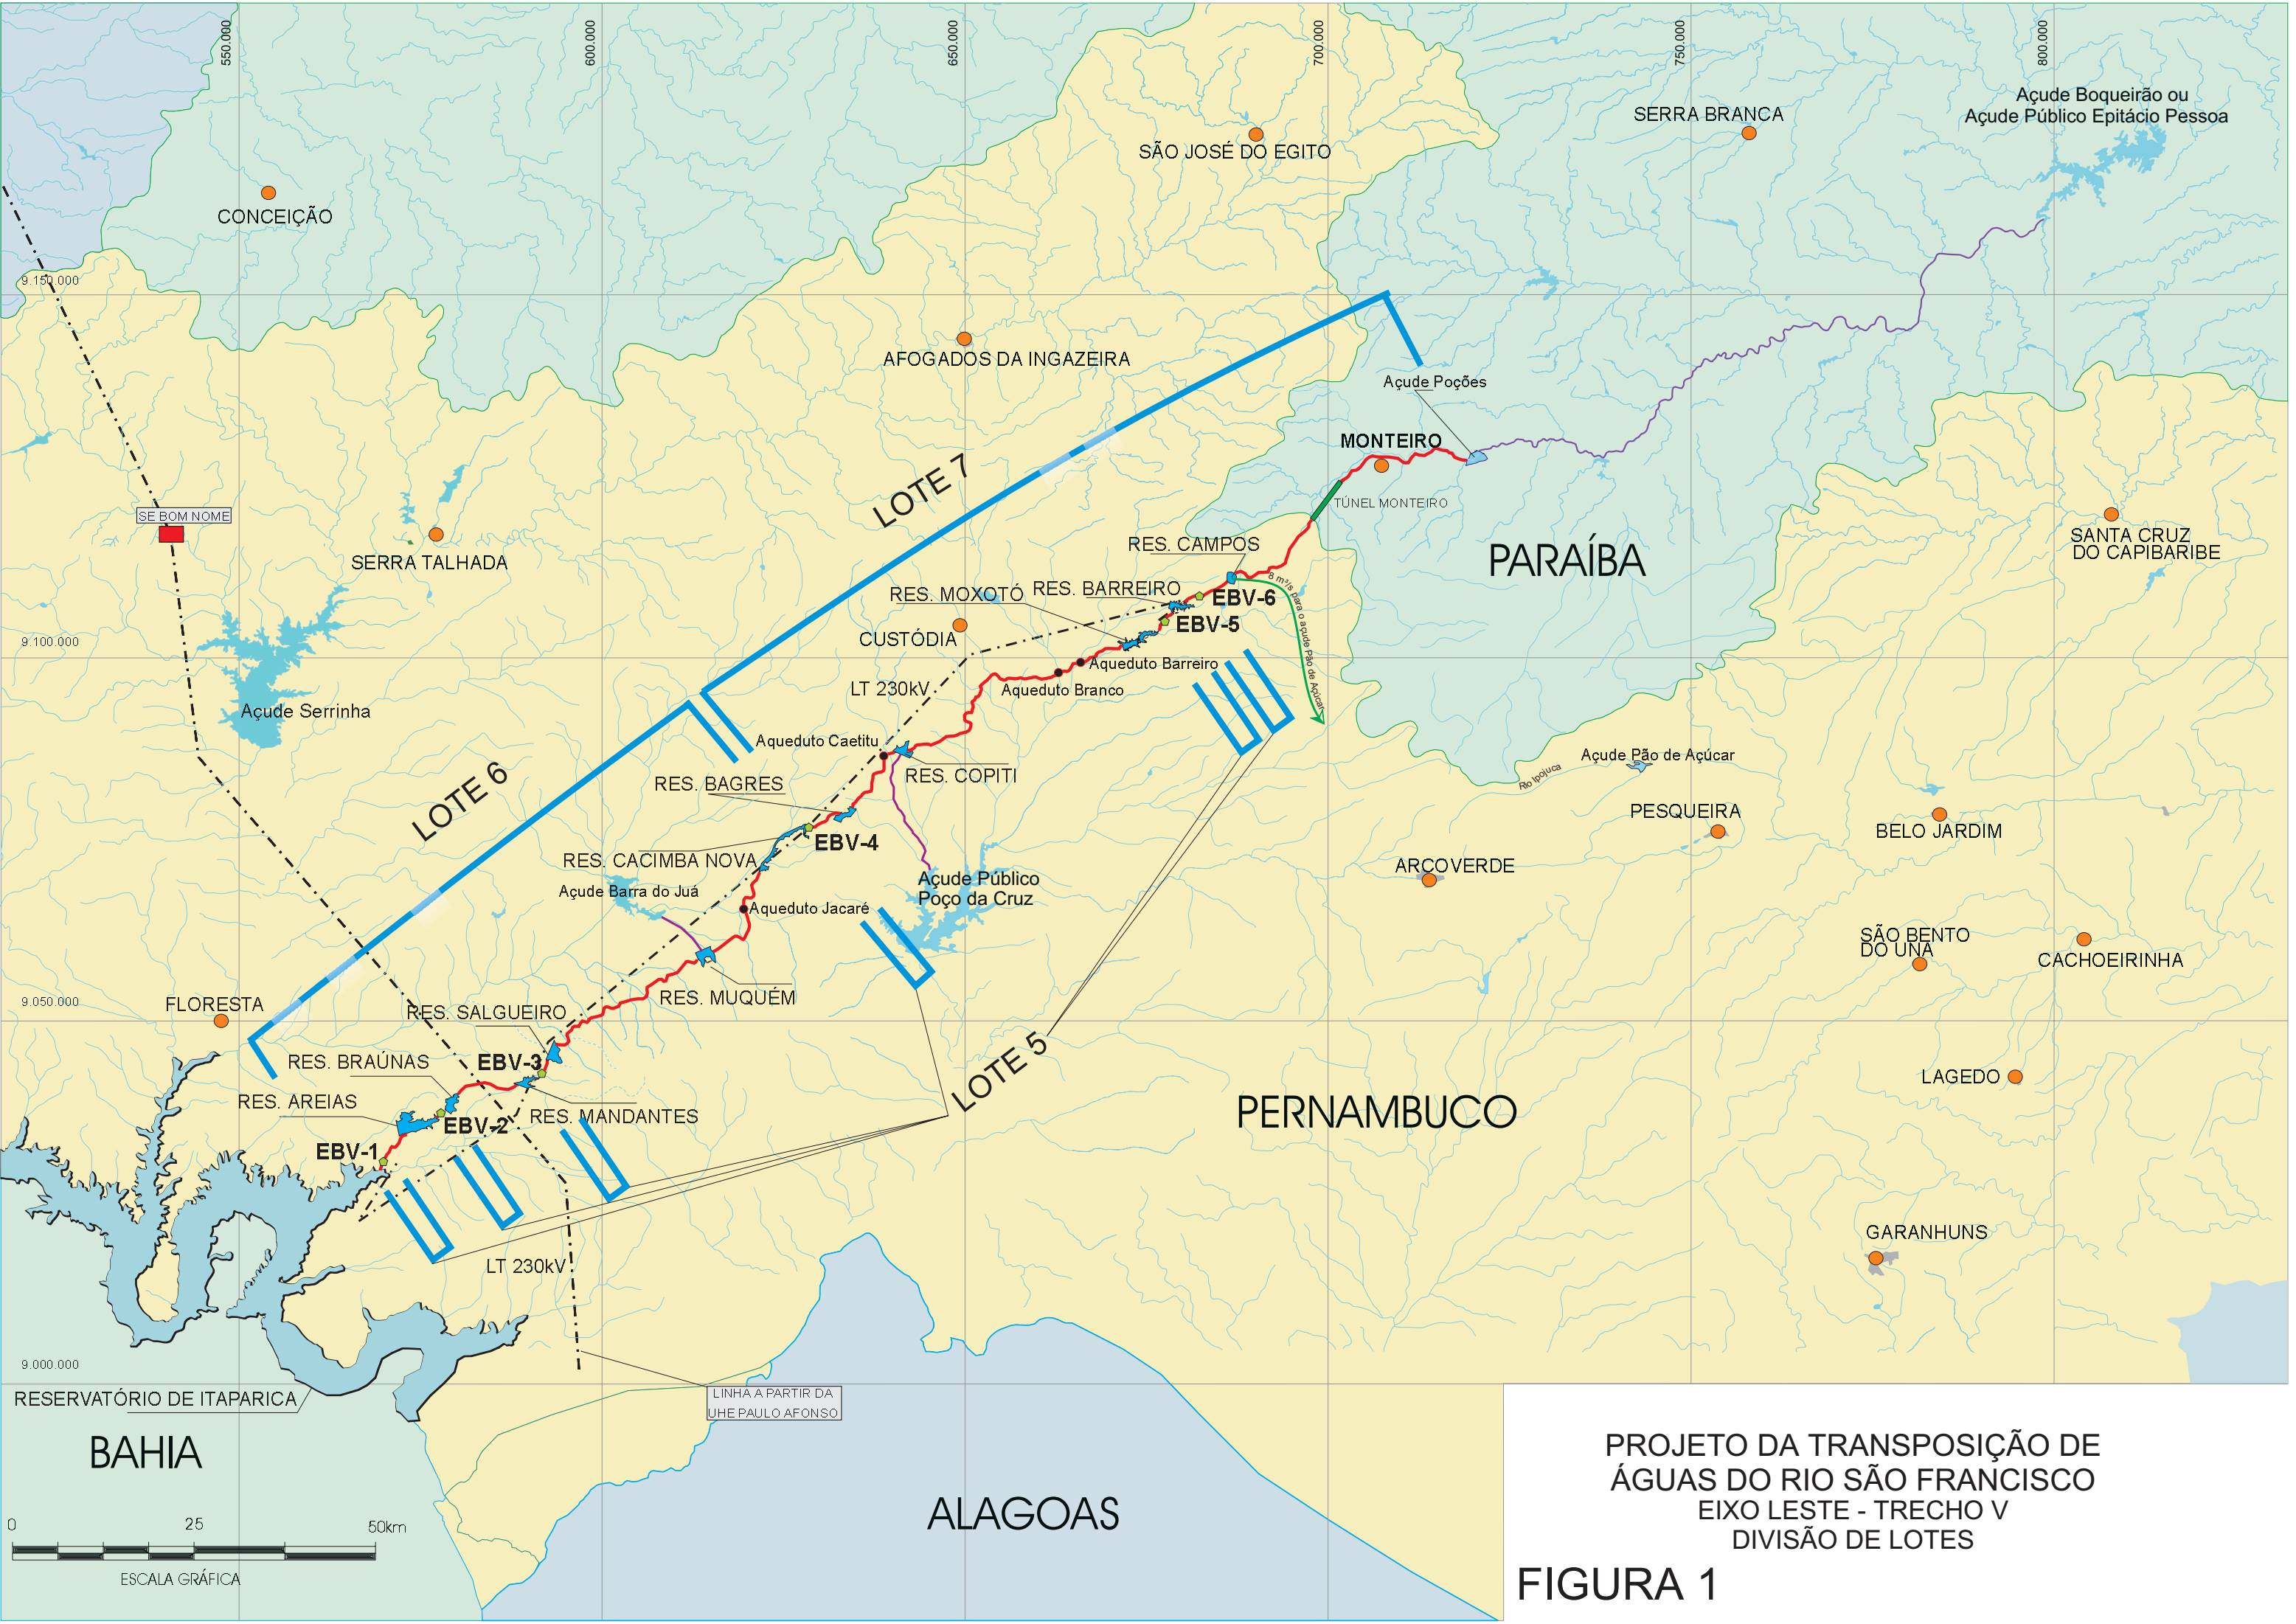 550.000
600.000
650.000
700.000
750.000
800.000
Açude Boqueirão ou
Açude Público Epitácio Pessoa
SERRA BRANCA
SÃO JOSÉ DO EGITO
CONCEIÇÃO
9.150.000
AFOGADOS DA INGAZEIRA
Açude Poções
MONTEIRO
TÚNEL MONTEIRO
LOTE 7
SE BOM NOME
SERRA TALHADA
SANTA CRUZ
DO CAPIBARIBE
PARAÍBA
RES. CAMPOS
RES. BARREIRO
RES. MOXOTÓ
EBV-6
EBV-5
8 m³/s para o açude Pão de Açúcar
CUSTÓDIA
9.100.000
Aqueduto Barreiro
Aqueduto Branco
LT 230kV
Açude Serrinha
Aqueduto Caetitu
RES. COPITI
RES. BAGRES
Açude Pão de Açúcar
Rio Ipojuca
LOTE 6
PESQUEIRA
BELO JARDIM
EBV-4
RES. CACIMBA NOVA
ARCOVERDE
Açude Público
Poço da Cruz
Açude Barra do Juá
Aqueduto Jacaré
SÃO BENTO
DO UNA
CACHOEIRINHA
9.050.000
FLORESTA
RES. MUQUÉM
RES. SALGUEIRO
EBV-3
RES. BRAÚNAS
LOTE 5
LAGEDO
RES. AREIAS
RES. MANDANTES
EBV-2
PERNAMBUCO
EBV-1
GARANHUNS
LT 230kV
9.000.000
RESERVATÓRIO DE ITAPARICA
LINHA A PARTIR DA
UHE PAULO AFONSO
BAHIA
ALAGOAS
0 25 50km
ESCALA GRÁFICA
PROJETO DA TRANSPOSIÇÃO DE
ÁGUAS DO RIO SÃO FRANCISCO
EIXO LESTE - TRECHO V
DIVISÃO DE LOTES
FIGURA 1